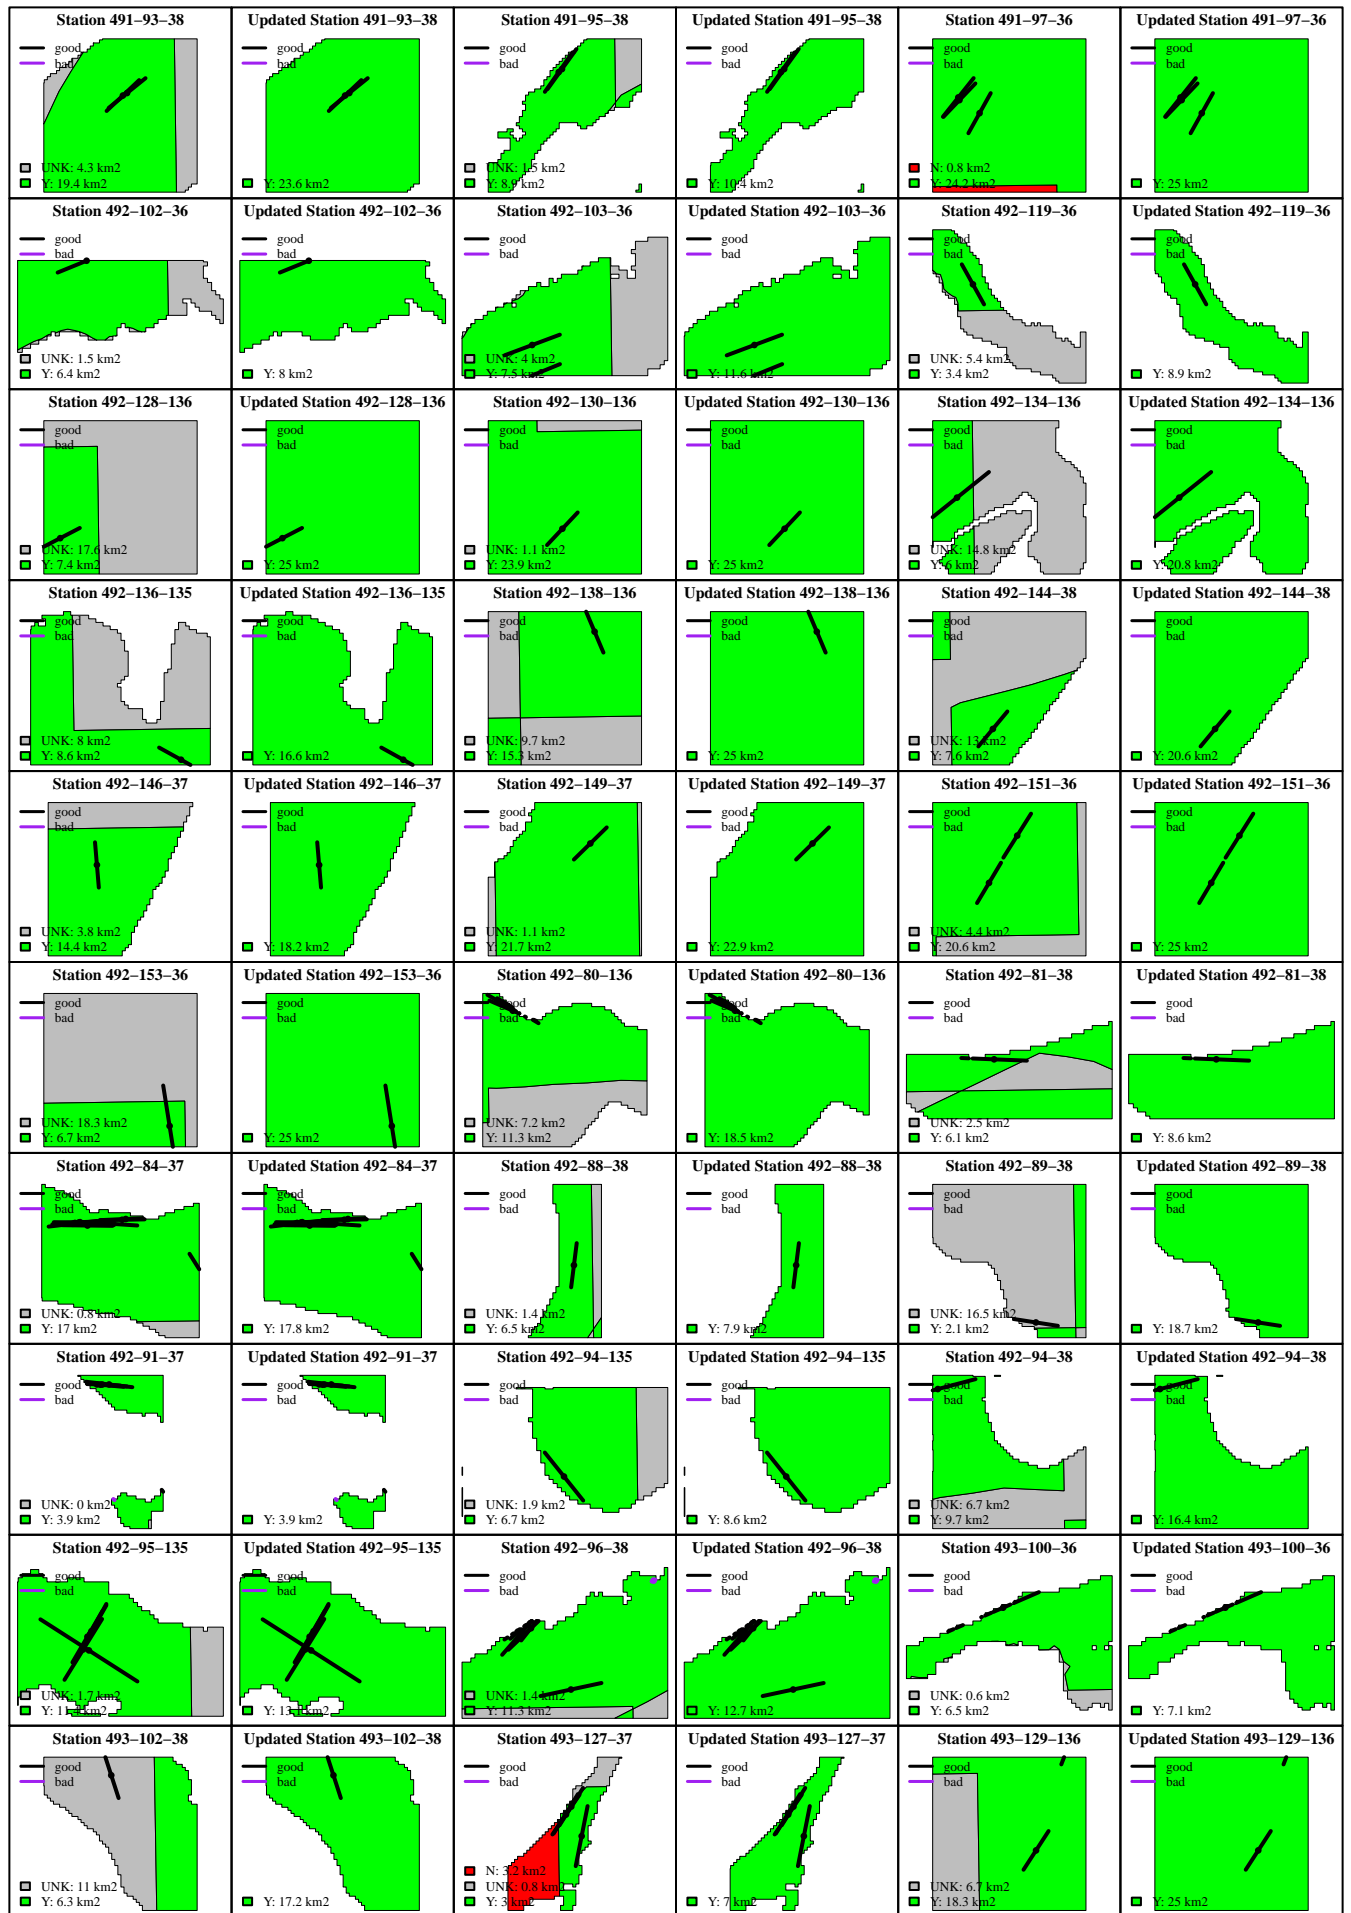 Station 491−93−38
good
bad
UNK: 4.3 km2
Y: 19.4 km2
Updated Station 491−93−38
good
bad
Y: 23.6 km2
Station 491−95−38
good
bad
UNK: 1.5 km2
Y: 8.9 km2
Updated Station 491−95−38
good
bad
Y: 10.4 km2
Station 491−97−36
good
bad
N: 0.8 km2
Y: 24.2 km2
Updated Station 491−97−36
good
bad
Y: 25 km2
Station 492−102−36
good
bad
UNK: 1.5 km2
Y: 6.4 km2
Updated Station 492−102−36
good
bad
Y: 8 km2
Station 492−103−36
good
bad
UNK: 4 km2
Y: 7.5 km2
Updated Station 492−103−36
good
bad
Y: 11.6 km2
Station 492−119−36
good
bad
UNK: 5.4 km2
Y: 3.4 km2
Updated Station 492−119−36
good
bad
Y: 8.9 km2
Station 492−128−136
good
bad
UNK: 17.6 km2
Y: 7.4 km2
Updated Station 492−128−136
good
bad
Y: 25 km2
Station 492−130−136
good
bad
UNK: 1.1 km2
Y: 23.9 km2
Updated Station 492−130−136
good
bad
Y: 25 km2
Station 492−134−136
good
bad
UNK: 14.8 km2
Y: 6 km2
Updated Station 492−134−136
good
bad
Y: 20.8 km2
Station 492−136−135
good
bad
UNK: 8 km2
Y: 8.6 km2
Updated Station 492−136−135
good
bad
Y: 16.6 km2
Station 492−138−136
good
bad
UNK: 9.7 km2
Y: 15.3 km2
Updated Station 492−138−136
good
bad
Y: 25 km2
Station 492−144−38
good
bad
UNK: 13 km2
Y: 7.6 km2
Updated Station 492−144−38
good
bad
Y: 20.6 km2
Station 492−146−37
good
bad
UNK: 3.8 km2
Y: 14.4 km2
Updated Station 492−146−37
good
bad
Y: 18.2 km2
Station 492−149−37
good
bad
UNK: 1.1 km2
Y: 21.7 km2
Updated Station 492−149−37
good
bad
Y: 22.9 km2
Station 492−151−36
good
bad
UNK: 4.4 km2
Y: 20.6 km2
Updated Station 492−151−36
good
bad
Y: 25 km2
Station 492−153−36
good
bad
UNK: 18.3 km2
Y: 6.7 km2
Updated Station 492−153−36
good
bad
Y: 25 km2
Station 492−80−136
good
bad
UNK: 7.2 km2
Y: 11.3 km2
Updated Station 492−80−136
good
bad
Y: 18.5 km2
Station 492−81−38
good
bad
UNK: 2.5 km2
Y: 6.1 km2
Updated Station 492−81−38
good
bad
Y: 8.6 km2
Station 492−84−37
good
bad
UNK: 0.8 km2
Y: 17 km2
Updated Station 492−84−37
good
bad
Y: 17.8 km2
Station 492−88−38
good
bad
UNK: 1.4 km2
Y: 6.5 km2
Updated Station 492−88−38
good
bad
Y: 7.9 km2
Station 492−89−38
good
bad
UNK: 16.5 km2
Y: 2.1 km2
Updated Station 492−89−38
good
bad
Y: 18.7 km2
Station 492−91−37
good
bad
UNK: 0 km2
Y: 3.9 km2
Updated Station 492−91−37
good
bad
Y: 3.9 km2
Station 492−94−135
good
bad
UNK: 1.9 km2
Y: 6.7 km2
Updated Station 492−94−135
good
bad
Y: 8.6 km2
Station 492−94−38
good
bad
UNK: 6.7 km2
Y: 9.7 km2
Updated Station 492−94−38
good
bad
Y: 16.4 km2
Station 492−95−135
good
bad
UNK: 1.7 km2
Y: km2
Updated Station 492−95−135
good
bad
Y: km2
Station 492−96−38
good
bad
UNK: 1.4 km2
Y: 11.3 km2
Updated Station 492−96−38
good
bad
Y: 12.7 km2
Station 493−100−36
good
bad
UNK: 0.6 km2
Y: 6.5 km2
Updated Station 493−100−36
good
bad
Y: 7.1 km2
Station 493−102−38
good
bad
UNK: 11 km2
Y: 6.3 km2
Updated Station 493−102−38
good
bad
Y: 17.2 km2
Station 493−127−37
good
bad
N: 3.2 km2
UNK: 0.8 km2
Y: 3 km2
Updated Station 493−127−37
good
bad
Y: 7 km2
Station 493−129−136
good
bad
UNK: 6.7 km2
Y: 18.3 km2
Updated Station 493−129−136
good
bad
Y: 25 km2